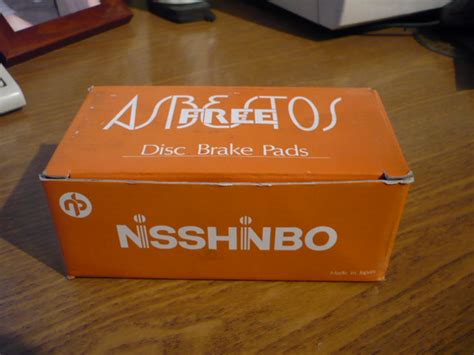 ASBESTOS
FREE
Disc Brake Pads
NISSHINBO
Made in Japan